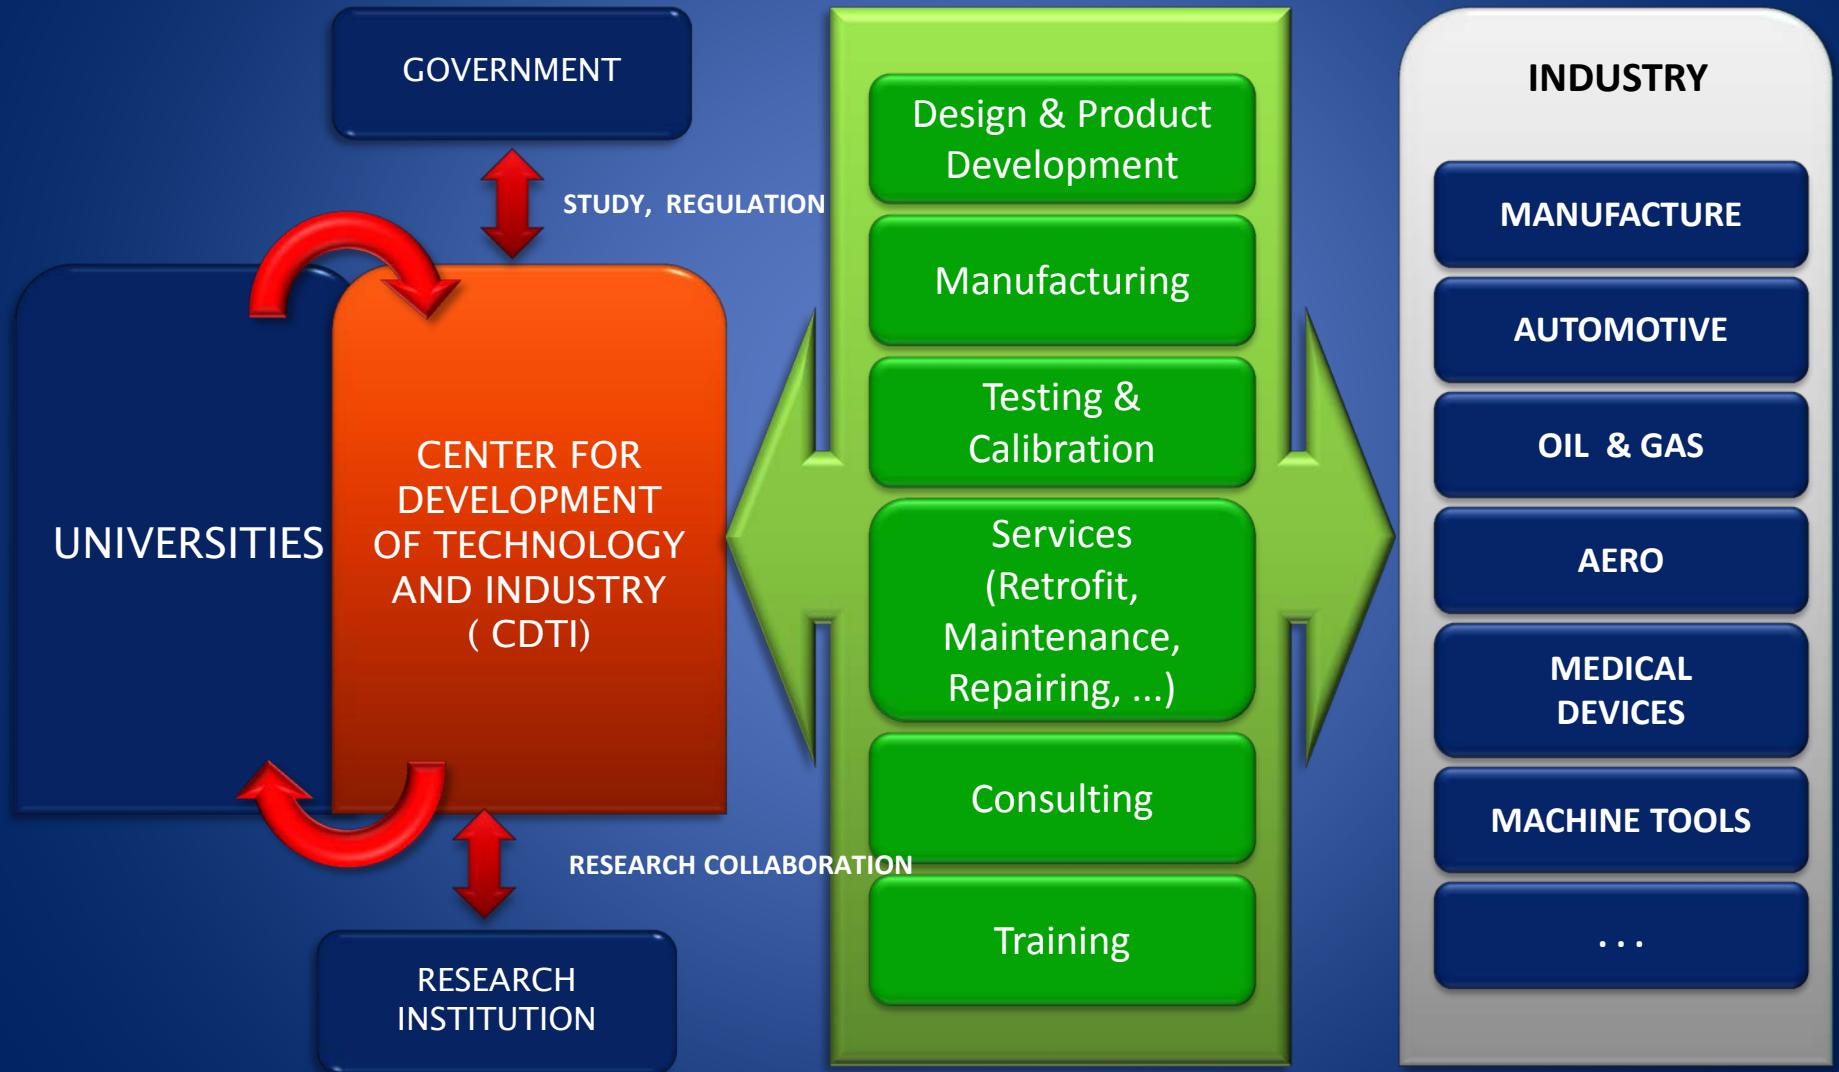 GOVERNMENT
STUDY,  REGULATION
UNIVERSITIES
CENTER FOR
DEVELOPMENT
OF TECHNOLOGY
AND INDUSTRY
( CDTI)
RESEARCH COLLABORATION
RESEARCH
INSTITUTION
Design & Product
Development
Manufacturing
Testing &
Calibration
Services
(Retrofit,
Maintenance,
Repairing, ...)
Consulting
Training
INDUSTRY
MANUFACTURE
AUTOMOTIVE
OIL  & GAS
AERO
MEDICAL
DEVICES
MACHINE TOOLS
. . .